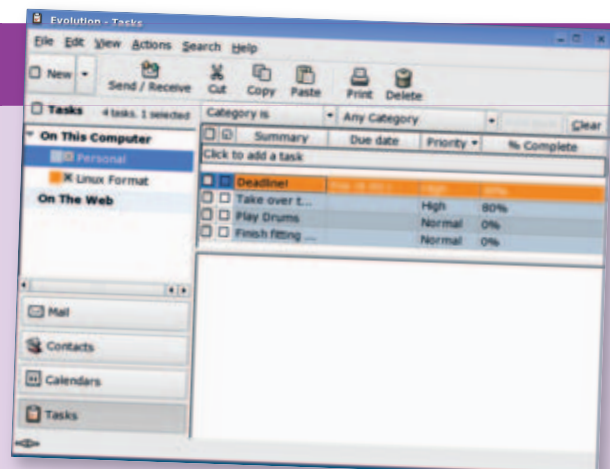 Evolution - Tasks
File Edit View Actions Search Help
New Send / Receive Cut Copy Paste Print Delete
Tasks 4 tasks, 1 selected Category is Any Category Clear
On This Computer
Personal
Linux Format
On The Web
Summary Due date Priority % Complete
Click to add a task
Deadline! High
Take over t... High 80%
Play Drums Normal 0%
Finish fitting ... Normal 0%
Mail
Contacts
Calendars
Tasks